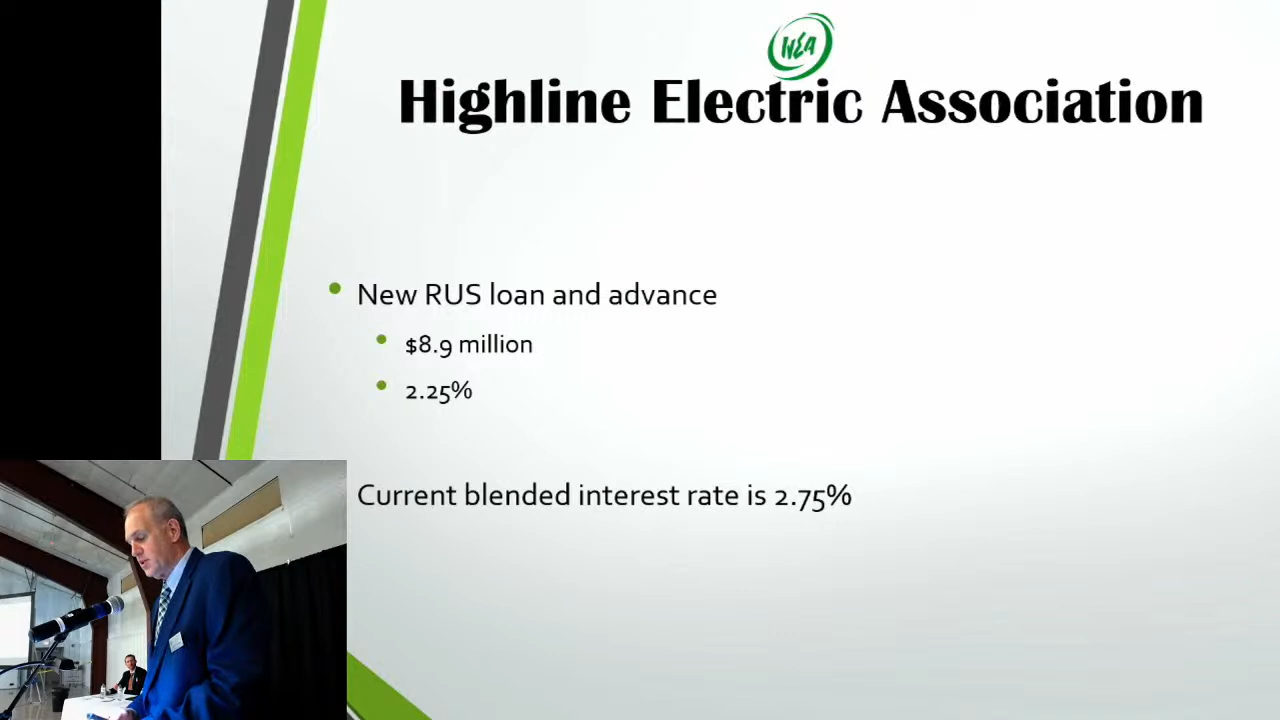 HEA
Highline Electric Association
New RUS loan and advance
$8.9 million
2.25%
Current blended interest rate is 2.75%